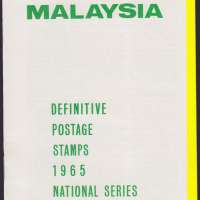 MALAYSIA
DEFINITIVE
POSTAGE
STAMPS
1965
NATIONAL SERIES